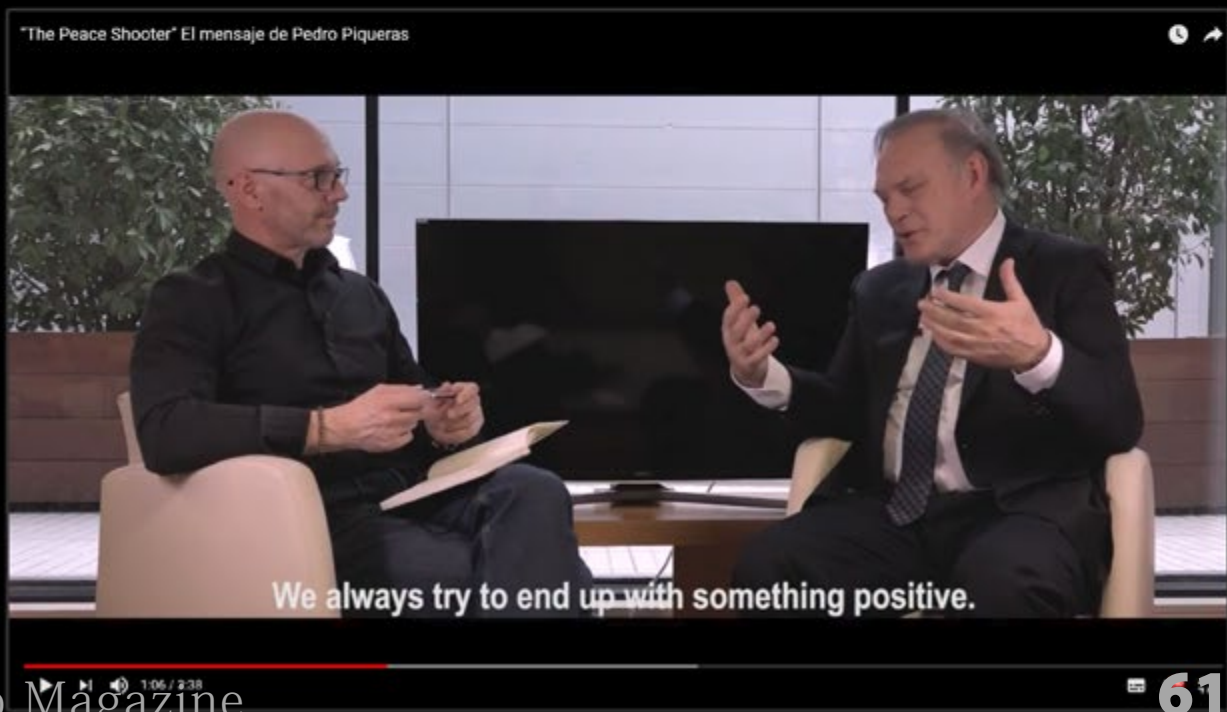 "The Peace Shooter" El mensaje de Pedro Piqueras
We always try to end up with something positive.
1:06 / 3:38
Magazine
61